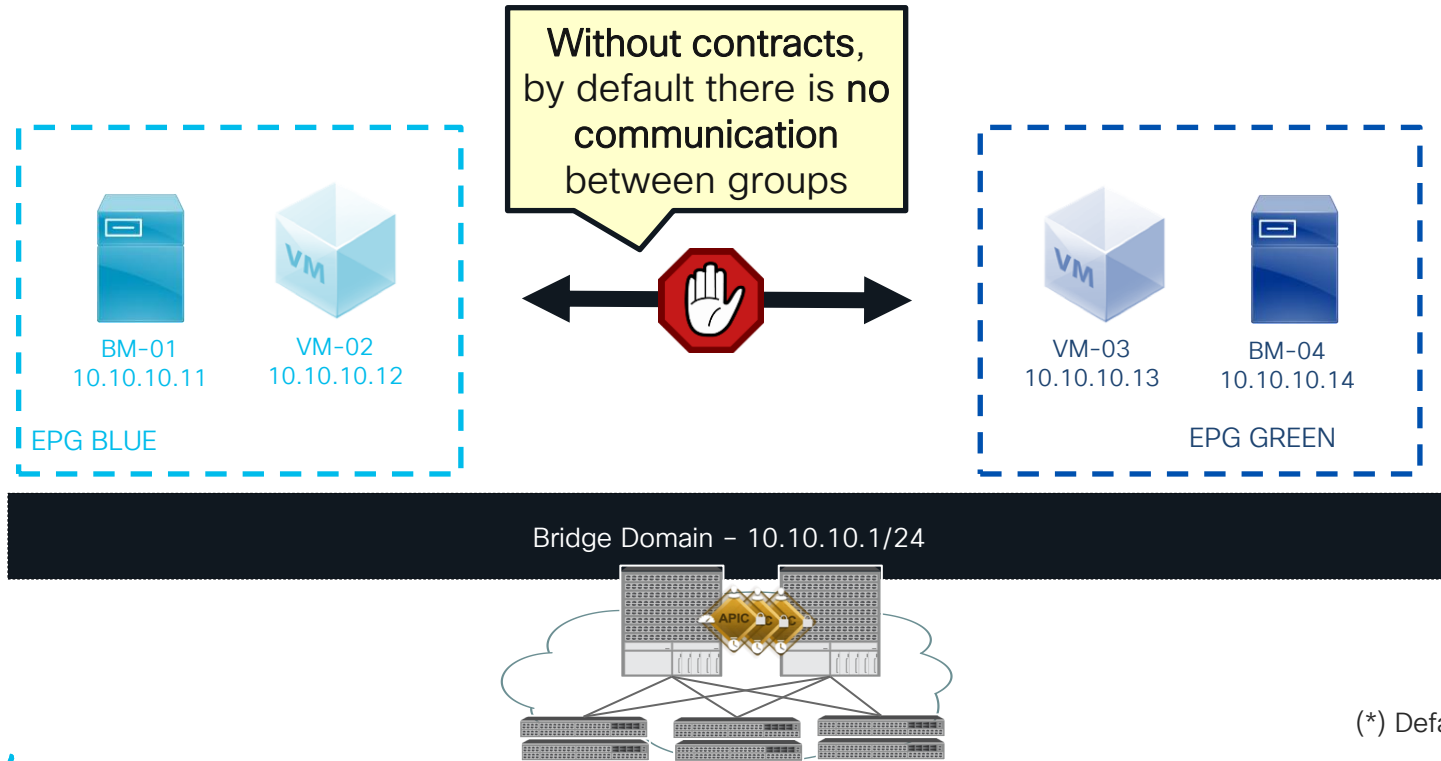 Without contracts,
by default there is no
communication
between groups
BM-01
10.10.10.11
VM-02
10.10.10.12
EPG BLUE
VM
VM
VM-03
10.10.10.13
BM-04
10.10.10.14
EPG GREEN
Bridge Domain – 10.10.10.1/24
APIC
C
C
(*) Defa